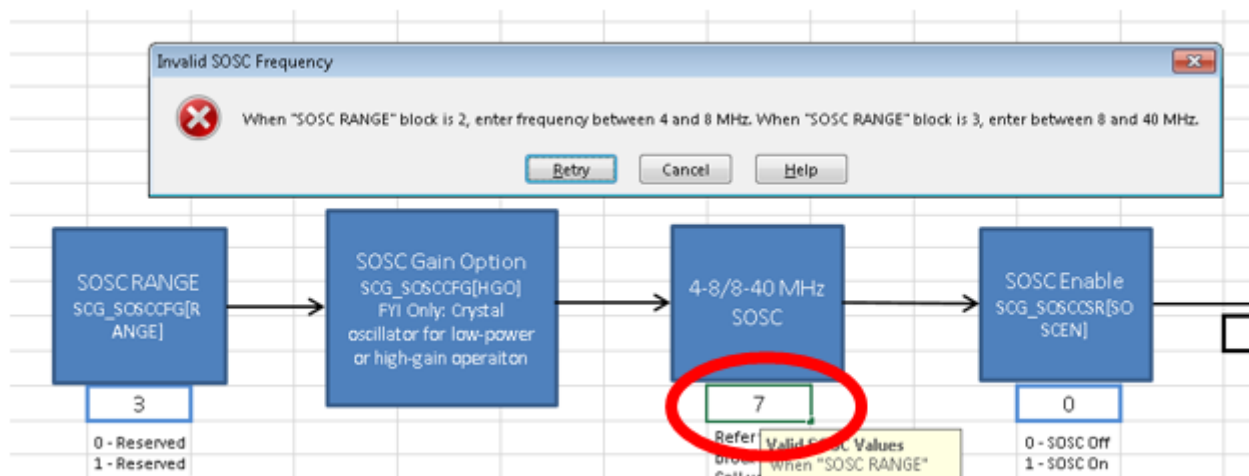 Invalid SOSC Frequency
When "SOSC RANGE" block is 2, enter frequency between 4 and 8 MHz. When "SOSC RANGE" block is 3, enter between 8 and 40 MHz.
Retry
Cancel
Help
SOSC RANGE
SCG_SOSCCFG[R
ANGE]
3
0 - Reserved
1 - Reserved
SOSC Gain Option
SCG_SOSCCFG[HGO]
FYI Only: Crystal
oscillator for low-power
or high-gain operaiton
4-8/8-40 MHz
SOSC
7
Refer
Valid SOSC Values
When "SOSC RANGE"
SOSC Enable
SCG_SOSCCSR[SO
SCEN]
0
0 - SOSC Off
1 - SOSC On